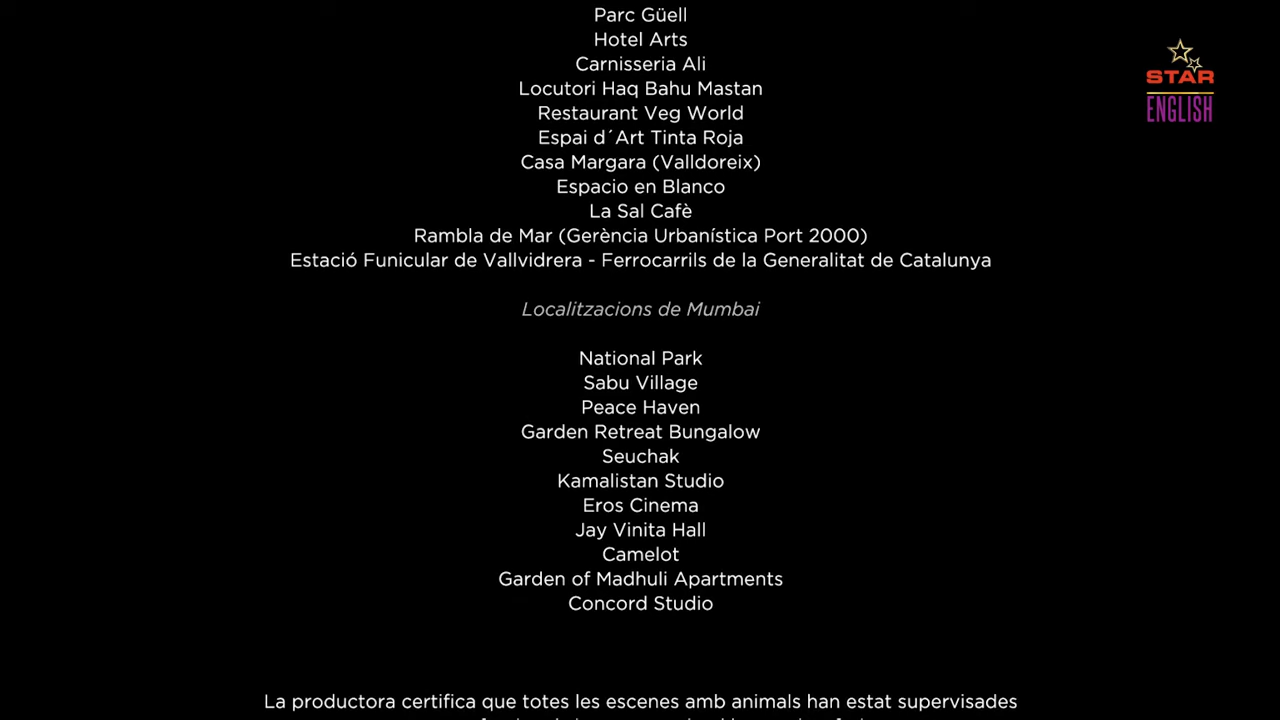 Parc Güell
Hotel Arts
Carnisseria Ali
Locutori Haq Bahu Mastan
Restaurant Veg World
Espai d´Art Tinta Roja
Casa Margara (Valldoreix)
Espacio en Blanco
La Sal Cafè
Rambla de Mar (Gerència Urbanística Port 2000)
Estació Funicular de Vallvidrera - Ferrocarrils de la Generalitat de Catalunya
Localitzacions de Mumbai
National Park
Sabu Village
Peace Haven
Garden Retreat Bungalow
Seuchak
Kamalistan Studio
Eros Cinema
Jay Vinita Hall
Camelot
Garden of Madhuli Apartments
Concord Studio
La productora certifica que totes les escenes amb animals han estat supervisades
STAR
ENGLISH